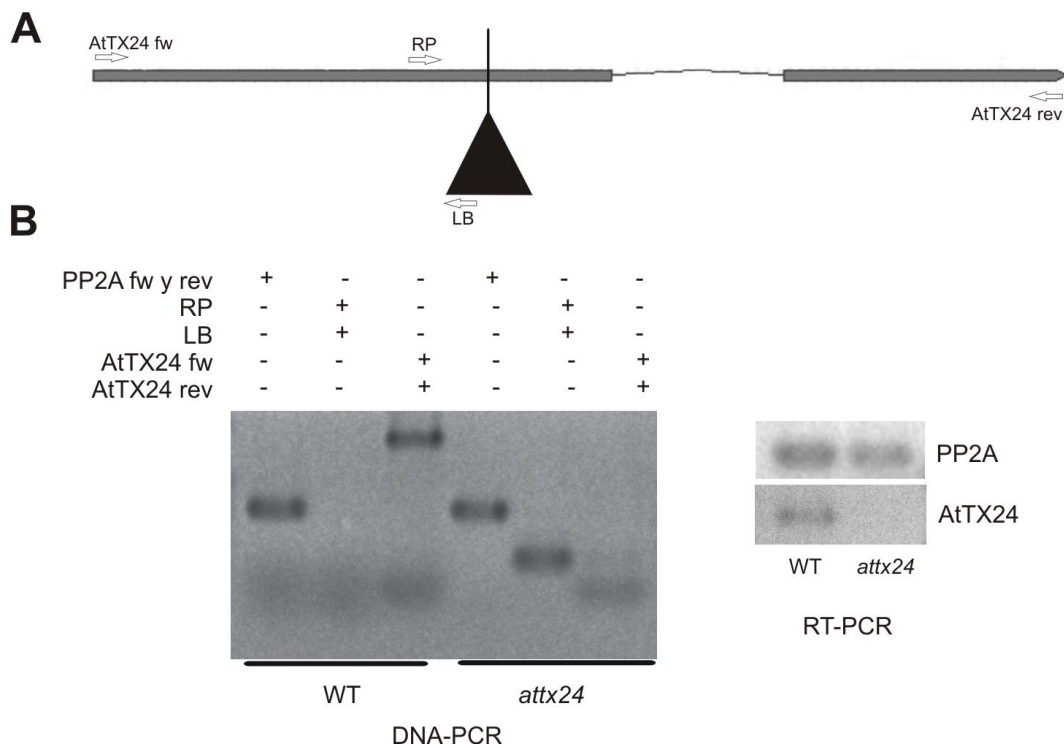 A
AtTX24 fw
RP
AtTX24 rev
LB
B
PP2A fw y rev + - - + - -
RP - + - - + -
LB - + - - + -
AtTX24 fw - - + - - +
AtTX24 rev - - + - - +
PP2A
AtTX24
WT attx24
RT-PCR
WT attx24
DNA-PCR